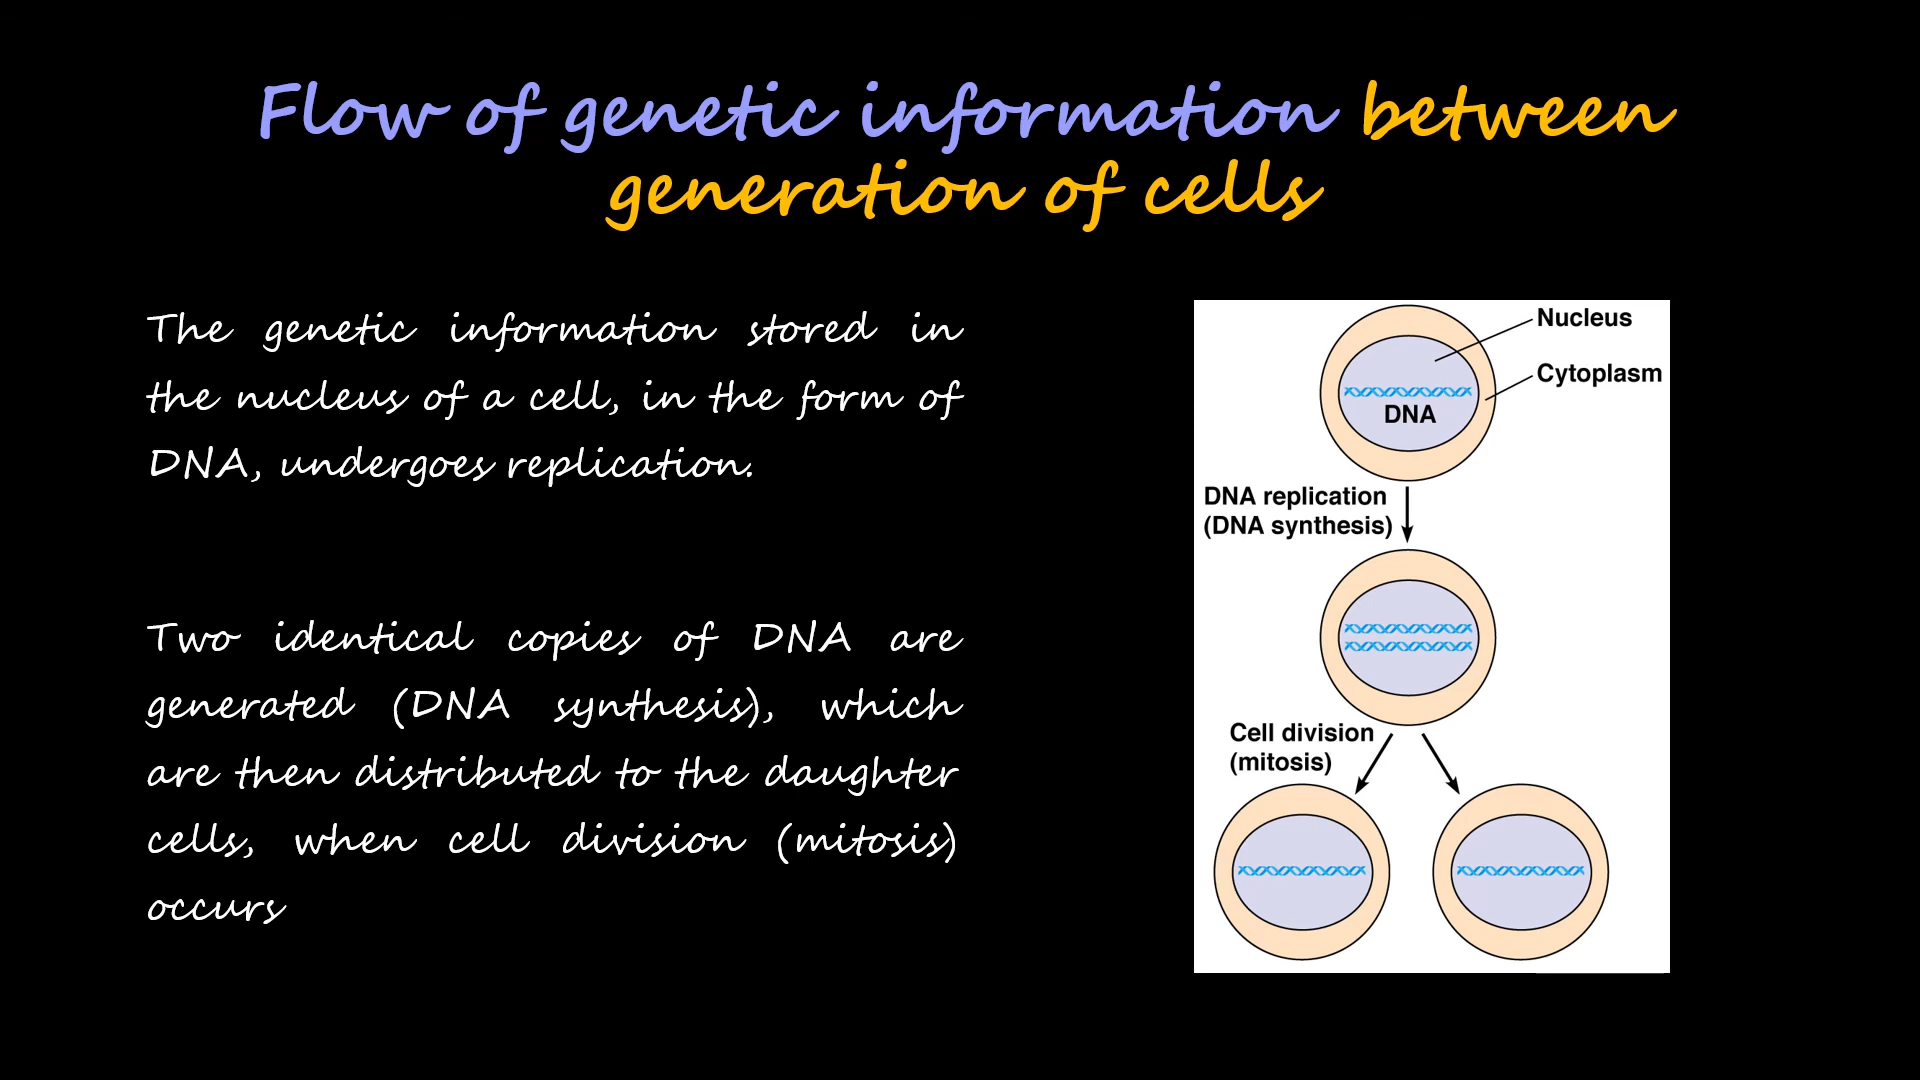 Flow of genetic information between
generation of cells
The genetic information stored in
the nucleus of a cell, in the form of
DNA, undergoes replication.
Two identical copies of DNA are
generated (DNA synthesis), which
are then distributed to the daughter
cells, when cell division (mitosis)
occurs
Nucleus
Cytoplasm
DNA
DNA replication
(DNA synthesis)
Cell division
(mitosis)